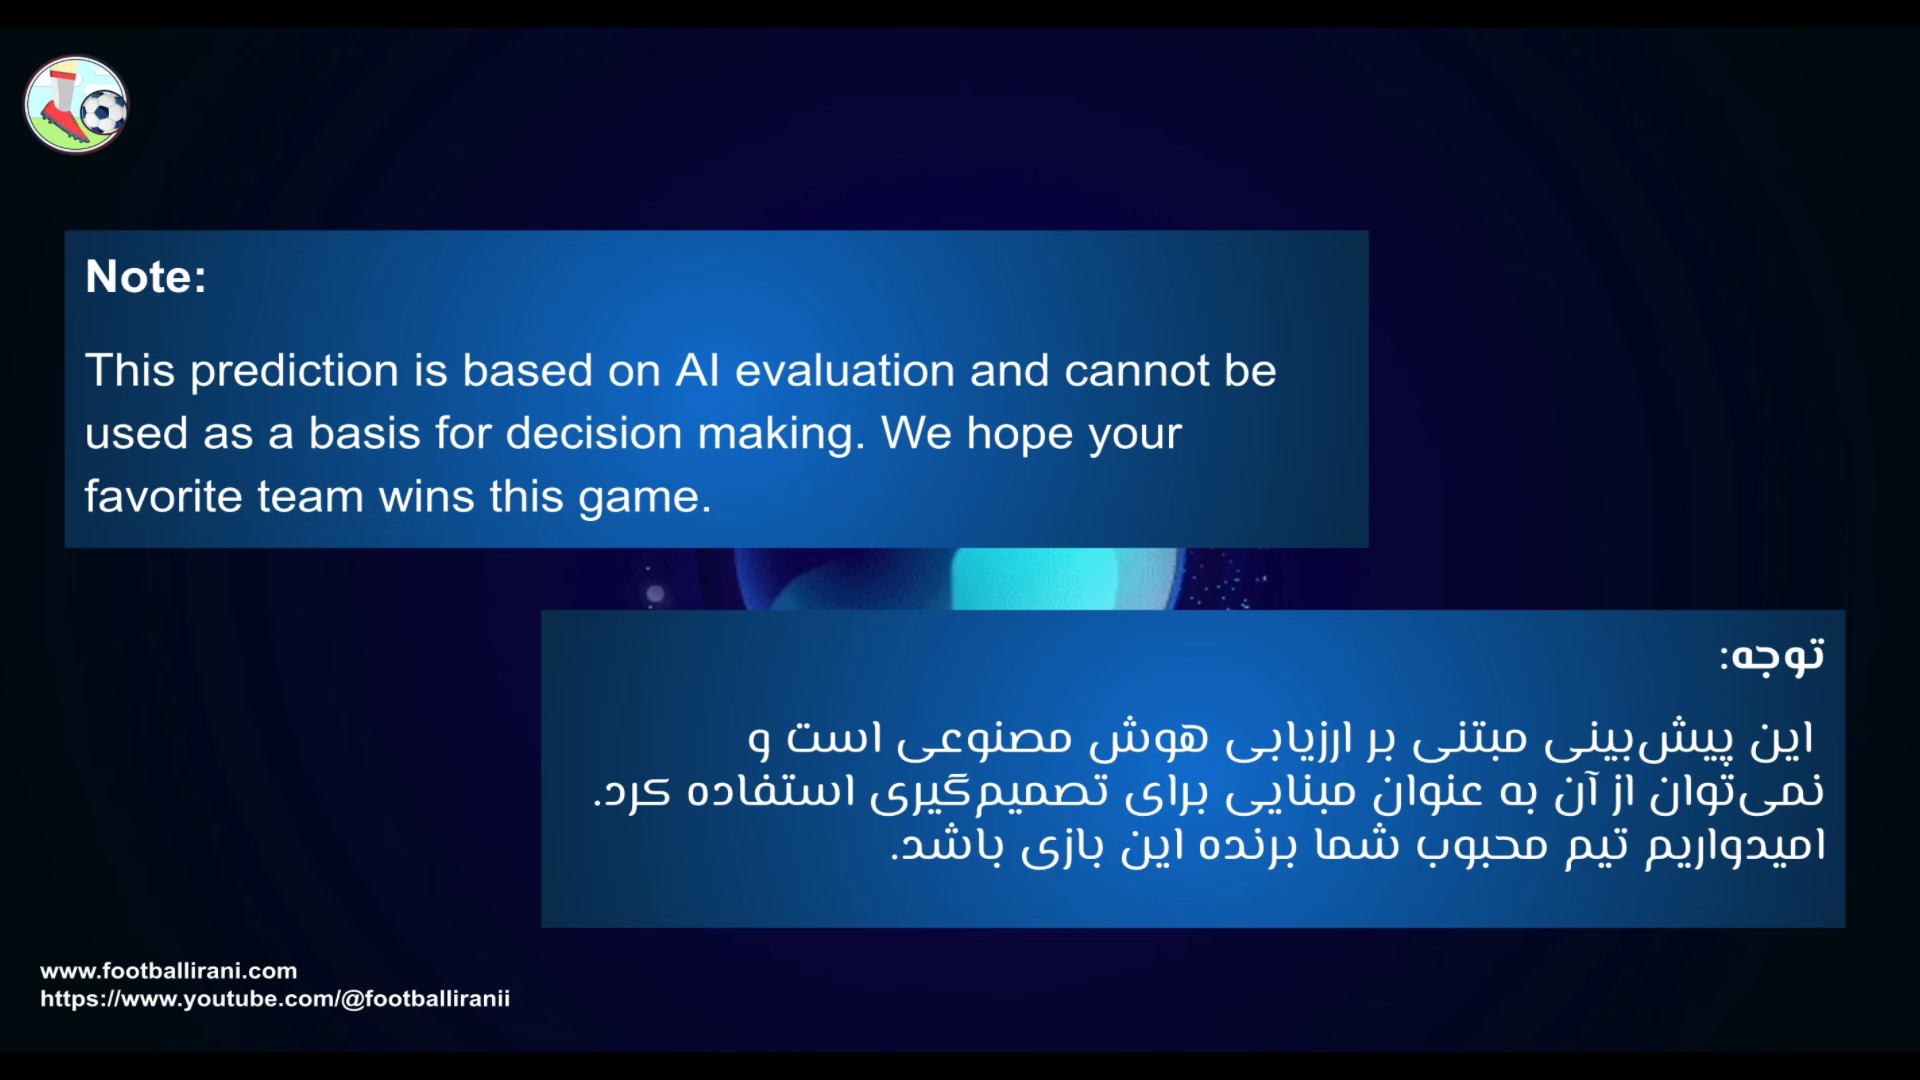 Note:
This prediction is based on AI evaluation and cannot be
used as a basis for decision making. We hope your
favorite team wins this game.
توجه:
این پیش‌بینی مبتنی بر ارزیابی هوش مصنوعی است و
نمی‌توان از آن به عنوان مبنایی برای تصمیم‌گیری استفاده کرد.
امیدواریم تیم محبوب شما برنده این بازی باشد.
www.footballirani.com
https://www.youtube.com/@footballiranii